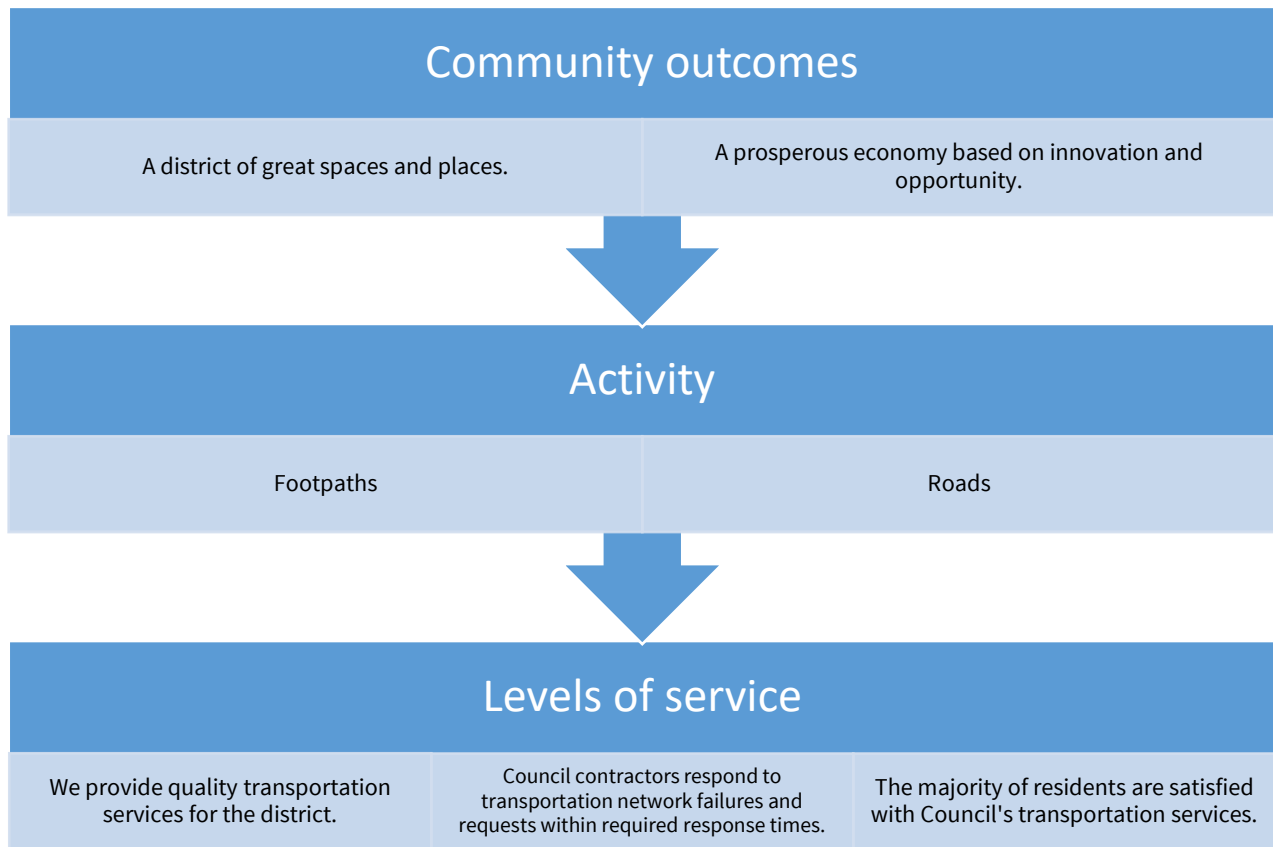 Community outcomes
A district of great spaces and places.
A prosperous economy based on innovation and
opportunity.
Activity
Footpaths
Roads
Levels of service
We provide quality transportation
services for the district.
Council contractors respond to
transportation network failures and
requests within required response times.
The majority of residents are satisfied
with Council's transportation services.